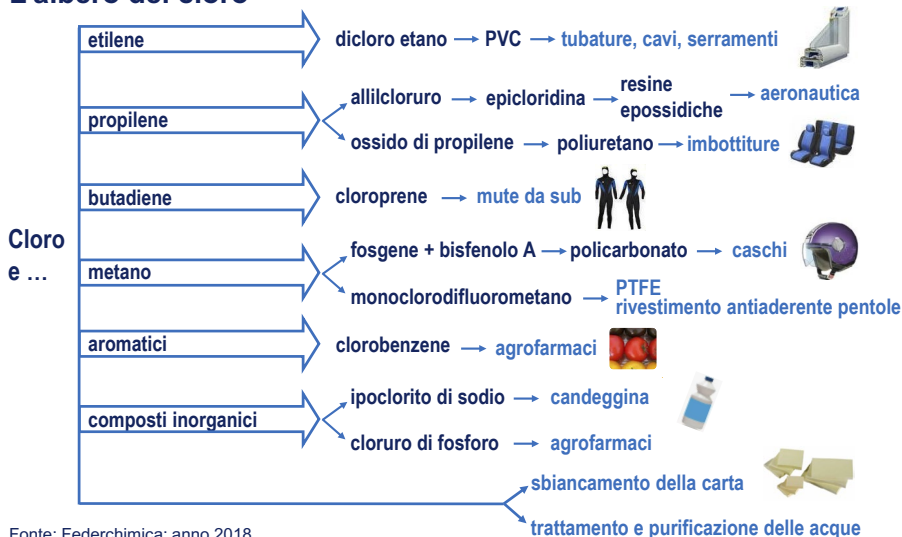 L'albero del cloro
etilene
dicloro etano → PVC → tubature, cavi, serramenti
propilene
allilcloruro → epicloridina → resine epossidiche → aeronautica
ossido di propilene → poliuretano → imbottiture
butadiene
cloroprene → mute da sub
Cloro
e ...
metano
fosgene + bisfenolo A → policarbonato → caschi
monoclorodifluorometano → PTFE
rivestimento antiaderente pentole
aromatici
clorobenzene → agrofarmaci
composti inorganici
ipoclorito di sodio → candeggina
cloruro di fosforo → agrofarmaci
sbiancamento della carta
trattamento e purificazione delle acque
Fonte: Federchimica; anno 2018